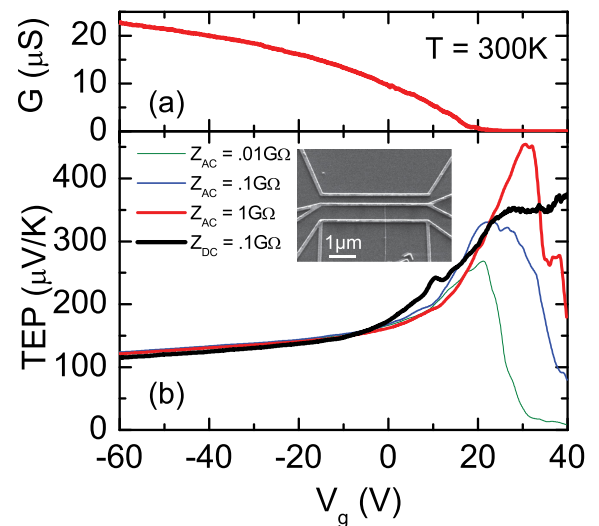 G (μS)
20
10
0
T = 300K
(a)
TEP (μV/K)
400
300
200
100
0
Z_AC = .01GΩ
Z_AC = .1GΩ
Z_AC = 1GΩ
Z_DC = .1GΩ
1μm
(b)
-60 -40 -20 0 20 40
V_g (V)